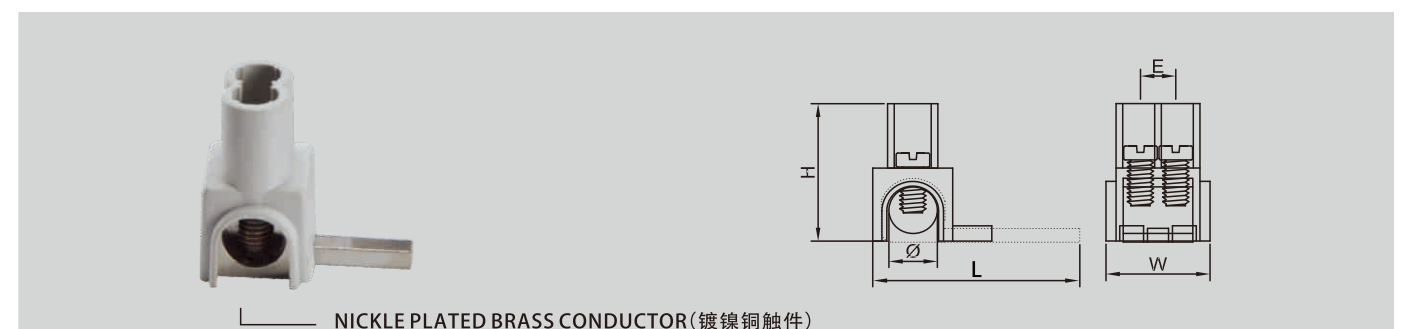 E
H
Ø
L
W
NICKLE PLATED BRASS CONDUCTOR(镀镍铜触件)